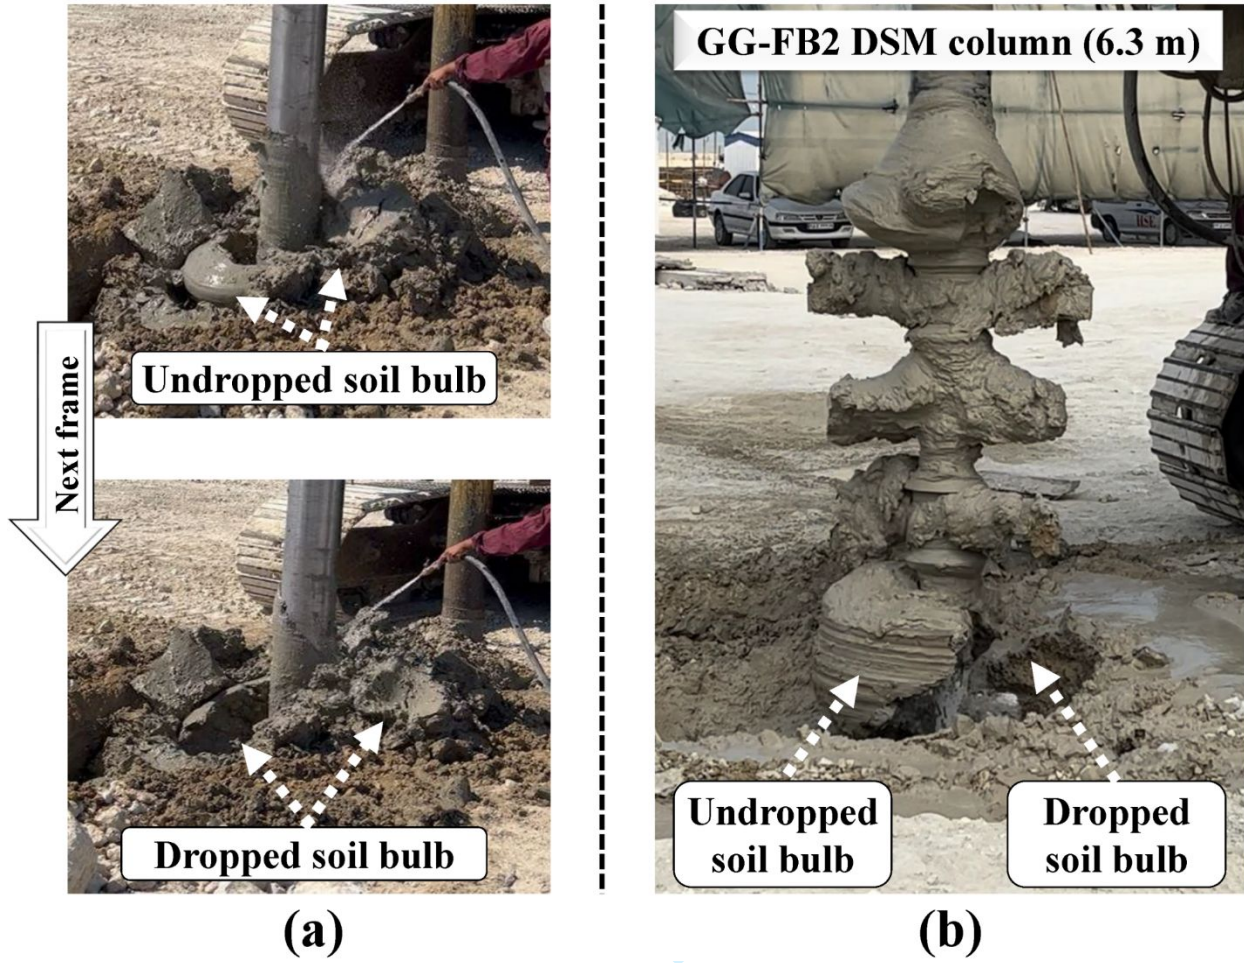 Undropped soil bulb
Next frame
Dropped soil bulb
(a)
GG-FB2 DSM column (6.3 m)
Undropped
soil bulb
Dropped
soil bulb
(b)